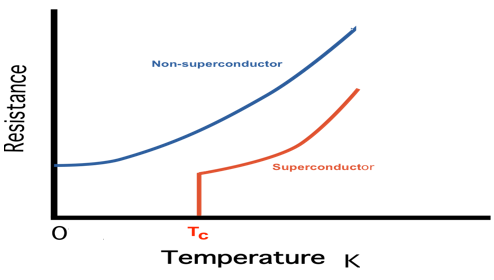 Non-superconductor
Resistance
Superconductor
O Tc
Temperature K